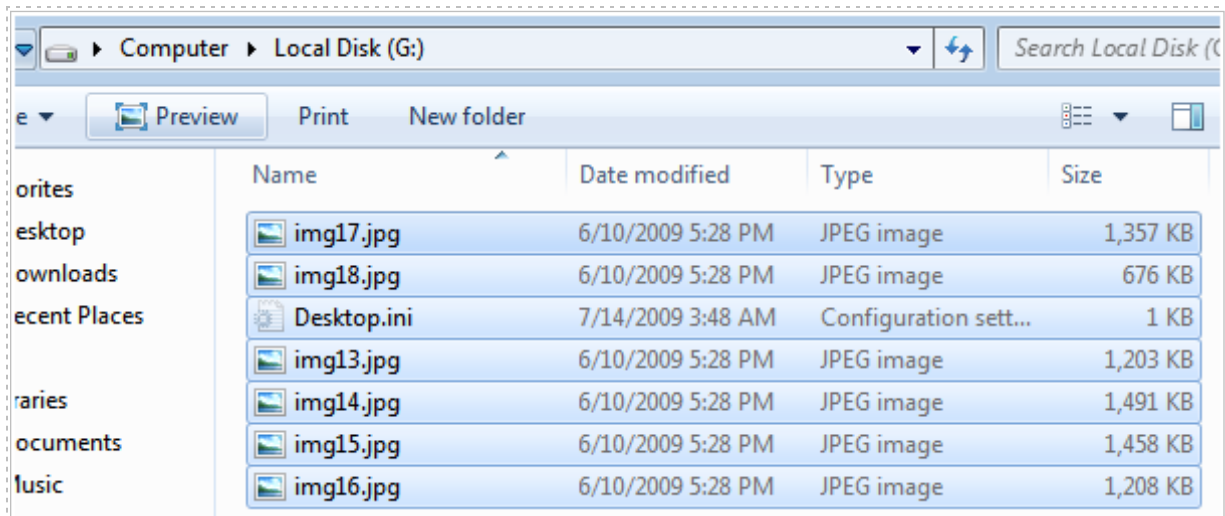 Computer Local Disk (G:) Search Local Disk (
e Preview Print New folder
Name Date modified Type Size
orites
esktop
ownloads
ecent Places
raries
ocuments
Music
img17.jpg 6/10/2009 5:28 PM JPEG image 1,357 KB
img18.jpg 6/10/2009 5:28 PM JPEG image 676 KB
Desktop.ini 7/14/2009 3:48 AM Configuration sett... 1 KB
img13.jpg 6/10/2009 5:28 PM JPEG image 1,203 KB
img14.jpg 6/10/2009 5:28 PM JPEG image 1,491 KB
img15.jpg 6/10/2009 5:28 PM JPEG image 1,458 KB
img16.jpg 6/10/2009 5:28 PM JPEG image 1,208 KB